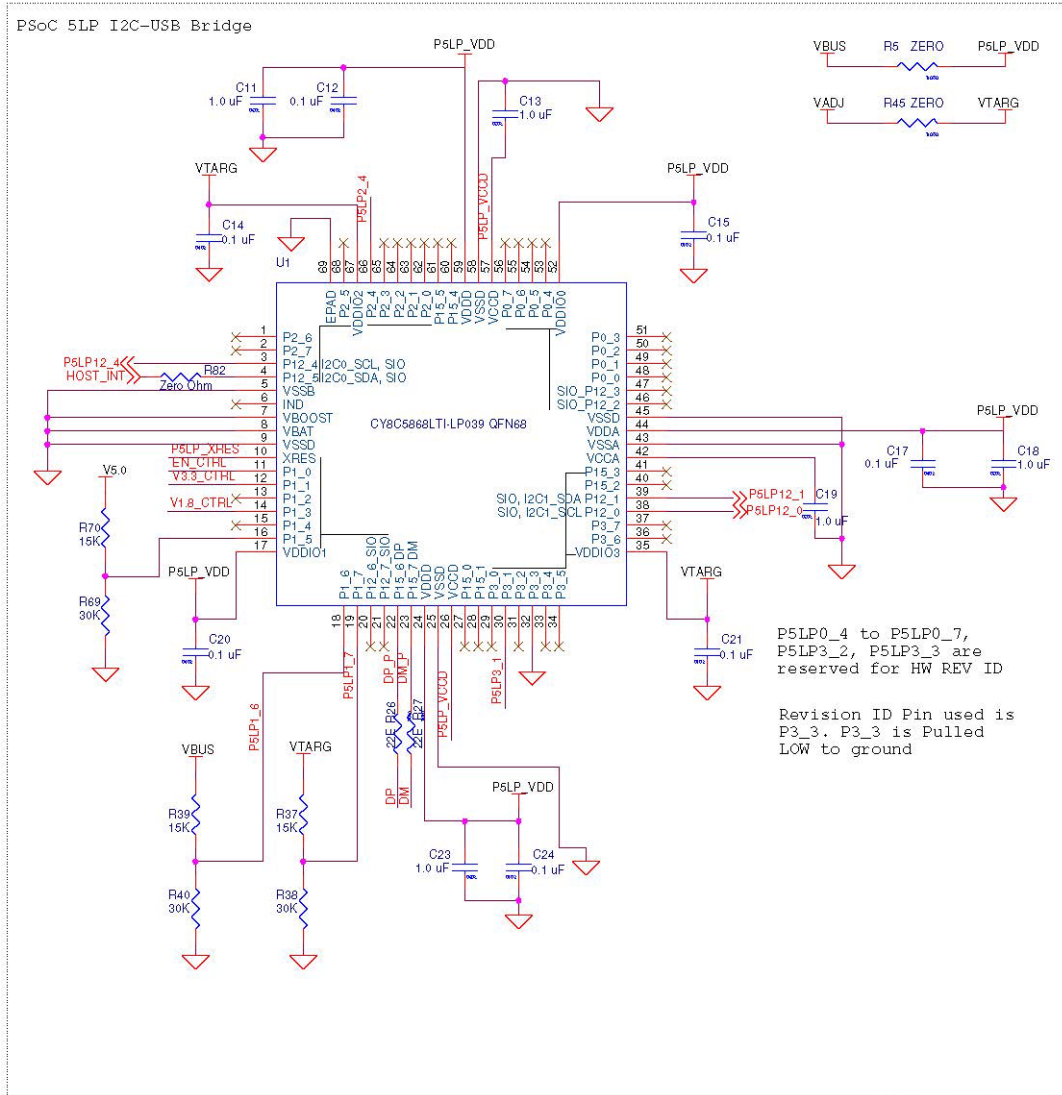 PSoC 5LP I2C-USB Bridge
P5LP_VDD
VBUS R5 ZERO P5LP_VDD
C11
1.0 uF
C12
0.1 uF
C13
1.0 uF
VADJ R45 ZERO VTARG
VTARG
P5LP2_4
P5LP_VCCD
P5LP_VDD
C14
0.1 uF
C15
0.1 uF
U1
69 68 67 66 65 64 63 62 61 60 59 58 57 56 55 54 53 52
EPAD
P2_5
VDDIO2
P2_4
P2_3
P2_2
P2_1
P2_0
P15_5
P15_4
VDDD
VSSD
VCCD
P0_7
P0_6
P0_5
P0_4
VDDIO0
1 P2_6
2 P2_7
P5LP12_4 3 P12_4 I2C0_SCL, SIO
HOST_INT R82 Zero Ohm 4 P12_5 I2C0_SDA, SIO
5 VSSB
6 IND
7 VBOOST
8 VBAT
9 VSSD
P5LP_XRES 10 XRES
EN_CTRL 11 P1_0
V3.3_CTRL 12 P1_1
13 P1_2
V1.8_CTRL 14 P1_3
15 P1_4
16 P1_5
17 VDDIO1
CY8C5868LTI-LP039 QFN68
P0_3 51
P0_2 50
P0_1 49
P0_0 48
SIO_P12_3 47
SIO_P12_2 46
VSSD 45
VDDA 44
VSSA 43
VCCA 42
P15_3 41
P15_2 40
SIO, I2C1_SDA P12_1 39 P5LP12_1
SIO, I2C1_SCL P12_0 38 P5LP12_0
P3_7 37
P3_6 36
VDDIO3 35
P5LP_VDD
C17
0.1 uF
C18
1.0 uF
C19
1.0 uF
V5.0
R70
15K
R69
30K
P5LP_VDD
C20
0.1 uF
P1_6
P1_7
P12_6_SIO
P12_7_SIO
P15_6 DP
P15_7 DM
VDDD
VSSD
VCCD
P15_0
P15_1
P3_0
P3_1
P3_2
P3_3
P3_4
P3_5
18 19 20 21 22 23 24 25 26 27 28 29 30 31 32 33 34
VTARG
C21
0.1 uF
P5LP1_6
P5LP1_7
DP_P
DM_P
22E R26
22E R27
DP
DM
P5LP_VCCD
P5LP3_1
P5LP0_4 to P5LP0_7,
P5LP3_2, P5LP3_3 are
reserved for HW REV ID
Revision ID Pin used is
P3_3. P3_3 is Pulled
LOW to ground
VBUS
R39
15K
R40
30K
VTARG
R37
15K
R38
30K
P5LP_VDD
C23
1.0 uF
C24
0.1 uF